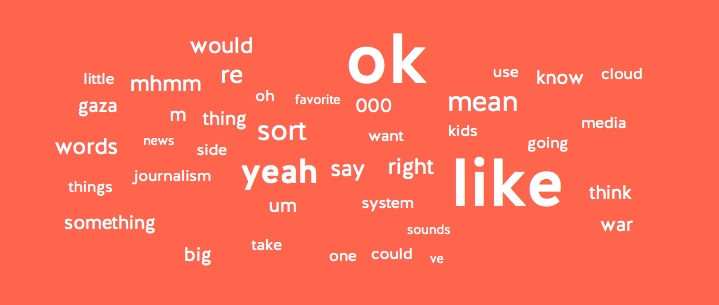 would
ok
little
mhmm
re
use
know
cloud
gaza
oh
favorite
000
mean
m
thing
sort
want
kids
media
words
news
side
going
things
journalism
yeah
say
right
like
think
um
system
something
sounds
war
big
take
one
could
ve